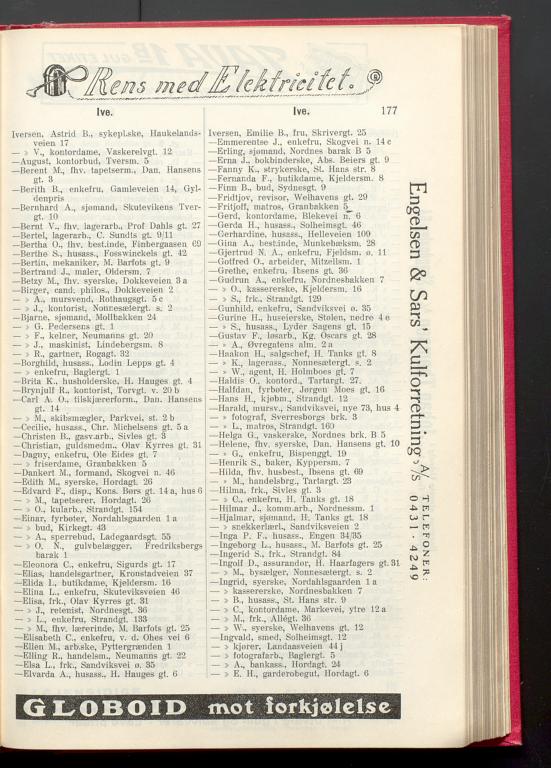 Rens med Elektricitet.
Ive.
Iversen, Astrid B., sykepl.ske, Haukelands-
veien 17
— » V., kontordame, Vaskerelvgt. 12
—August, kontorbud, Tversm. 5
—Berent M., fhv. tapetserm., Dan. Hansens
gt. 3
—Berith B., enkefru, Gamleveien 14, Gyl-
denpris
—Bernhard A., sjømand, Skutevikens Tver-
gt. 10
—Bernt V., fhv. lagerarb., Prof Dahls gt. 27
—Bertel, lagerarb., C. Sundts gt. 9/11
—Bertha O., fhv. best.inde, Finbergaasen 69
—Berthe S., husass., Fosswinckels gt. 42
—Bertin, mekaniker, M. Barfots gt. 9
—Bertrand J., maler, Oldersm. 7
—Betzy M., fhv. syerske, Dokkeveien 3 a
—Birger, cand. philos., Dokkeveien 2
— » A., mursvend, Rothaugsgt. 5 c
— » J., kontorist, Nonnesætergt. s. 2
—Bjarne, sjømand, Mollbakken 24
— » G. Pedersens gt. 1
— » F., kelner, Neumanns gt. 20
— » J., maskinist, Lindebergsm. 8
— » R., gartner, Rogagt. 32
—Borghild, husass., Lodin Lepps gt. 4
— » enkefru, Baglergt. 1
—Brita K., husholderske, H. Hauges gt. 4
—Brynjulf R., kontorist, Torvgt. v. 20 b
—Carl A. O., tilskjærerform., Dan. Hansens
gt. 14
— » M., skibsmægler, Parkvei. st. 2 b
—Cecilie, husass., Chr. Michelsens gt. 5 a
—Christen B., gasv.arb., Sivles gt. 3
—Christian, guldsmedm., Olav Kyrres gt. 31
—Dagny, enkefru, Ole Eides gt. 7
— » friserdame, Granbakken 5
—Dankert M., formand, Skogvei n. 46
—Edith M., syerske, Hordagt. 26
—Edvard F., disp., Kons. Børs gt. 14 a, hus 6
— » M., tapetserer, Hordagt. 26
— » O., kularb., Strandgt. 154
—Einar, fyrbøter, Nordahlsgaarden 1 a
— » bud, Kirkegt. 43
— » A., sperrebud, Ladegaardsgt. 55
— » O. N., gulvbelægger, Fredriksbergs
barak 1
—Eleonora C., enkefru, Sigurds gt. 17
—Elias, handelsgartner, Kronstadveien 37
—Elida I., butikdame, Kjeldersm. 16
—Elina L., enkefru, Skuteviksveien 46
—Elisa, frk., Olav Kyrres gt. 31
— » J., retenist, Nordnesgt. 36
— » L., enkefru, Strandgt. 133
— » M., fhv. lærerinde, M. Barfots gt. 25
—Elisabeth C., enkefru, v. d. Ohes vei 6
—Ellen M., arb.ske, Pyttergrænden 1
—Elling R., handelsm., Neumanns gt. 22
—Elsa L., frk., Sandviksvei ø. 35
—Elvarda A., husass., H. Hauges gt. 6
Ive.
177
Iversen, Emilie B., fru, Skrivergt. 25
—Emmerentse J., enkefru, Skogvei n. 14 c
—Erling, sjømand, Nordnes barak B 5
—Erna J., bokbinderske, Abs. Beiers gt. 9
—Fanny K., strykerske, St. Hans str. 8
—Fernanda F., butikdame, Kjeldersm. 8
—Finn B., bud, Sydnesgt. 9
—Fridtjov, revisor, Welhavens gt. 29
—Fritjoff, matros, Granbakken 5
—Gerd, kontordame, Blekevei n. 6
—Gerda H., husass., Solheimsgt. 46
—Gerhardine, husass., Helleveien 109
—Gina A., best.inde, Munkebæksm. 28
—Gjertrud N. A., enkefru, Fjeldsm. ø. 11
—Gotfred O., arbeider, Mitzellsm. 1
—Grethe, enkefru, Ibsens gt. 36
—Gudrun A., enkefru, Nordnesbakken 7
— » O., kassererske, Kjeldersm. 16
— » S., frk., Strandgt. 129
—Gunhild, enkefru, Sandviksvei ø. 35
—Gurine H., huseierske, Stølen, nedre 4 e
— » S., husass., Lyder Sagens gt. 15
—Gustav F., løsarb., Kg. Oscars gt. 28
— » A., Øvregatens alm. 2 a
—Haakon H., salgschef, H. Tanks gt. 8
— » K., lagerass., Nonnesætergt. s. 2
— » W., agent, H. Holmboes gt. 7
—Haldis O., kontord., Tartargt. 27.
—Halfdan, fyrbøter, Jørgen Moes gt. 16
—Hans H., kjøbm., Strandgt. 12
—Harald, mursv., Sandviksvei, nye 73, hus 4
— » fotograf, Sverresborgs brk. 3
— » L., matros, Strandgt. 160
—Helga G., vaskerske, Nordnes brk. B 5
—Helene, fhv. syerske, Dan. Hansens gt. 10
— » G., enkefru, Bispenggt. 19
—Henrik S., baker, Kyppersm. 7
—Hilda, fhv. husbest., Ibsens gt. 69
— » M., handelsbrg., Tartargt. 23
—Hilma, frk., Sivles gt. 3
— » C., enkefru, H. Tanks gt. 18
—Hilmar J., komm.arb., Nordnessm. 1
—Hjalmar, sjømand, H. Tanks gt. 18
— » snekkerlærl., Sandviksveien 2
—Inga P. F., husass., Engen 34/35
—Ingeborg L., husass., M. Barfots gt. 25
—Ingerid S., frk., Strandgt. 84
—Ingolf D., assurandør, H. Haarfagers gt. 31
— » M., bysælger, Nonnesætergt. s. 2
—Ingrid, syerske, Nordahlsgaarden 1 a
— » kassererske, Nordnesbakken 7
— » B., husass., St. Hans str. 9
— » C., kontordame, Markevei, ytre 12 a
— » M., frk., Allégt. 36
— » W., syerske, Welhavens gt. 12
—Ingvald, smed, Solheimsgt. 12
— » kjører, Landaasveien 44 j
— » fotografarb., Baglergt. 5
— » A., bankass., Hordagt. 24
— » E. H., garderobegut, Hordagt. 6
Engelsen & Sars' Kulforretning A/S
TELEFONER:
0431 · 4249
GLOBOID mot forkjølelse